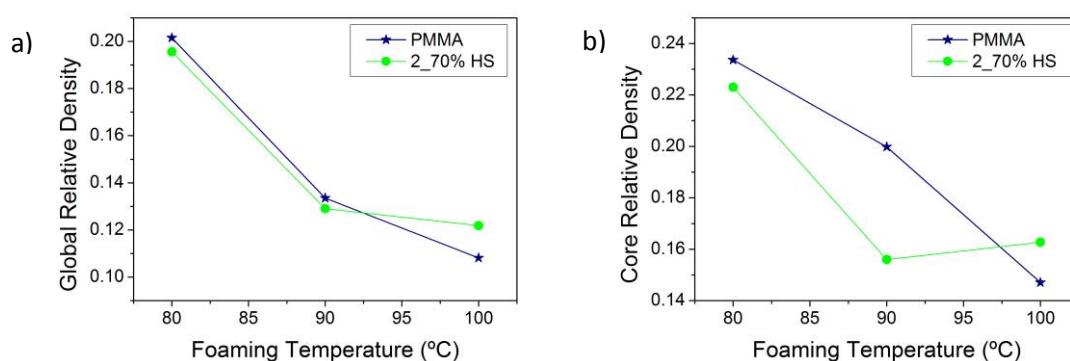 a)
PMMA
2_70% HS
0.20
0.18
0.16
0.14
0.12
0.10
Global Relative Density
80 85 90 95 100
Foaming Temperature (ºC)
b)
PMMA
2_70% HS
0.24
0.22
0.20
0.18
0.16
0.14
Core Relative Density
80 85 90 95 100
Foaming Temperature (ºC)